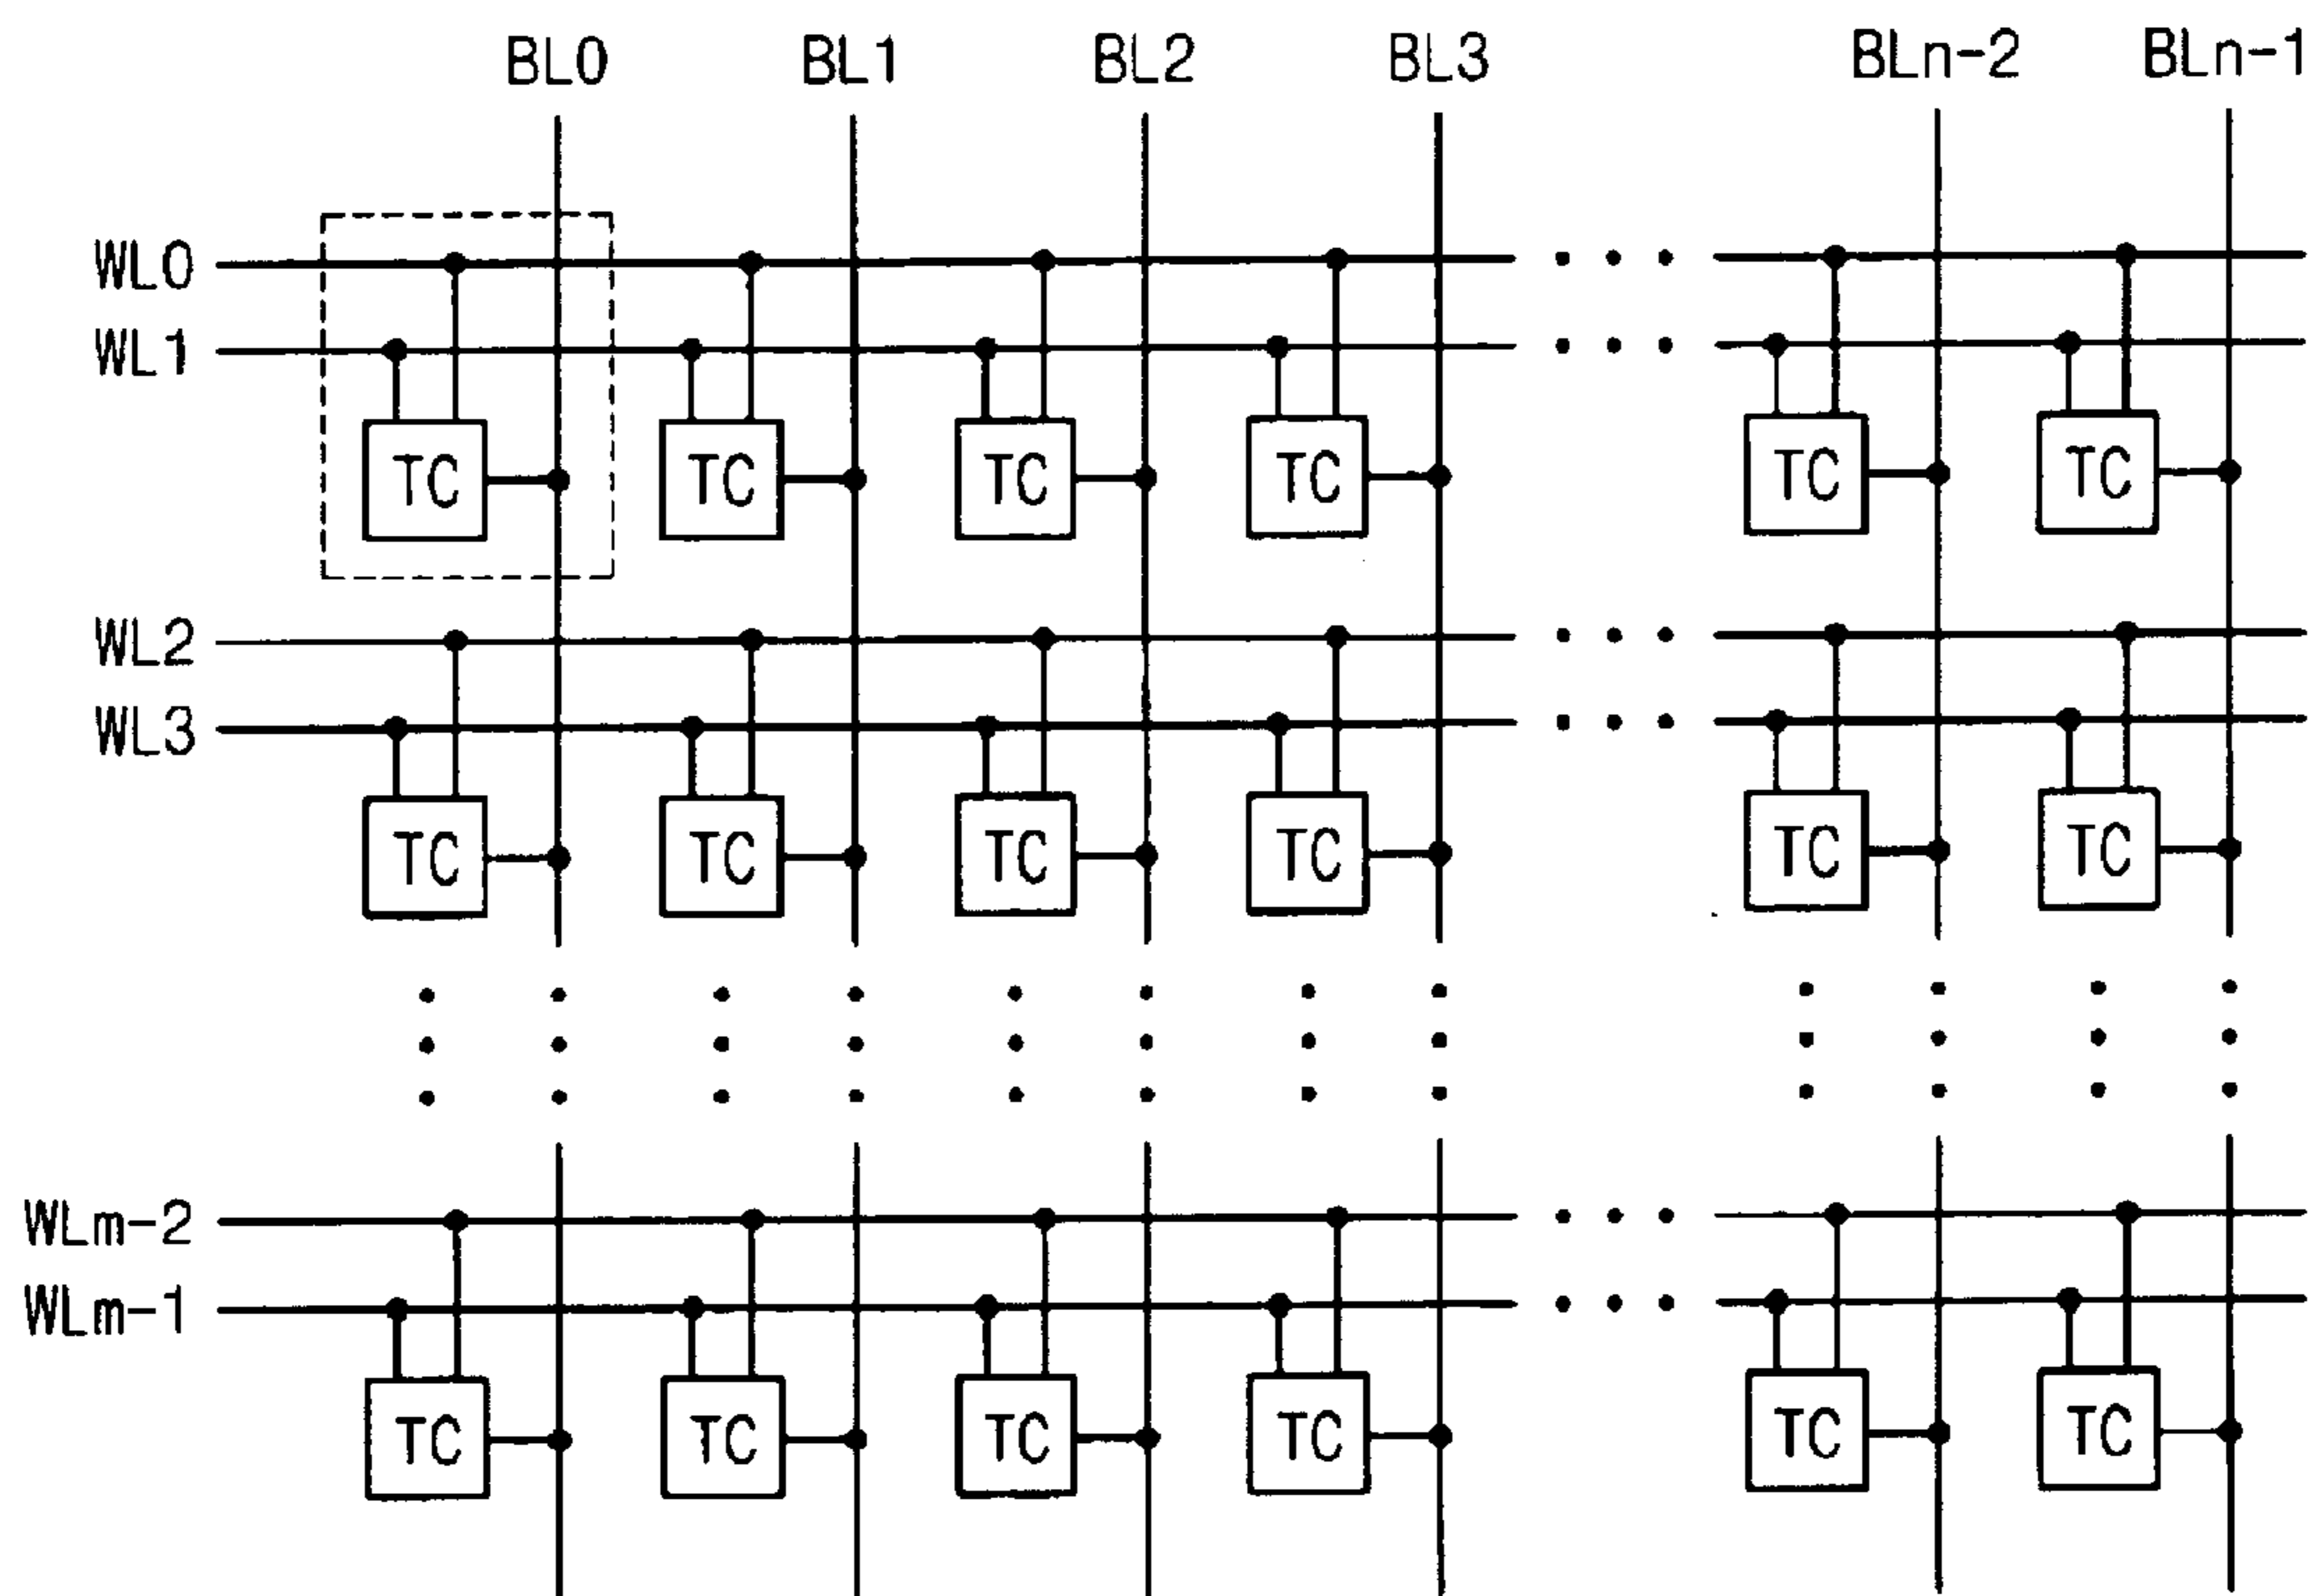 BL0 BL1 BL2 BL3 BLn-2 BLn-1
WL0
WL1
TC TC TC TC TC TC
WL2
WL3
TC TC TC TC TC TC
WLm-2
WLm-1
TC TC TC TC TC TC